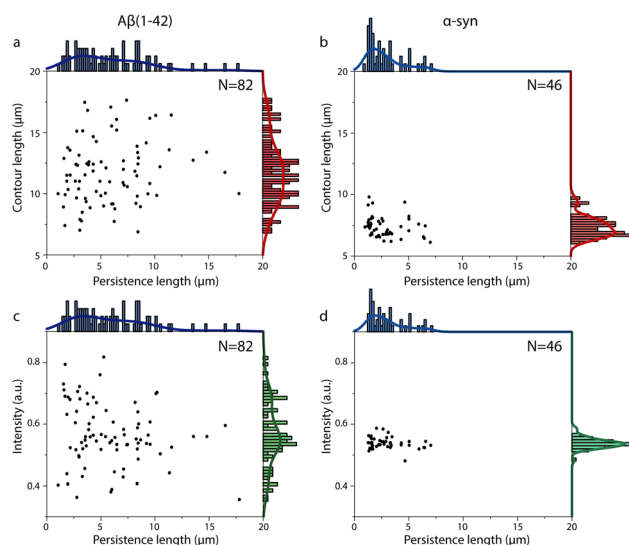 Aβ(1-42)
α-syn
a
b
20
20
N=82
N=46
Contour length (μm)
Contour length (μm)
15
15
10
10
5
5
0
5
10
15
20
0
5
10
15
20
Persistence length (μm)
Persistence length (μm)
c
d
N=82
N=46
0.8
0.8
Intensity (a.u.)
Intensity (a.u.)
0.6
0.6
0.4
0.4
0
5
10
15
20
0
5
10
15
20
Persistence length (μm)
Persistence length (μm)